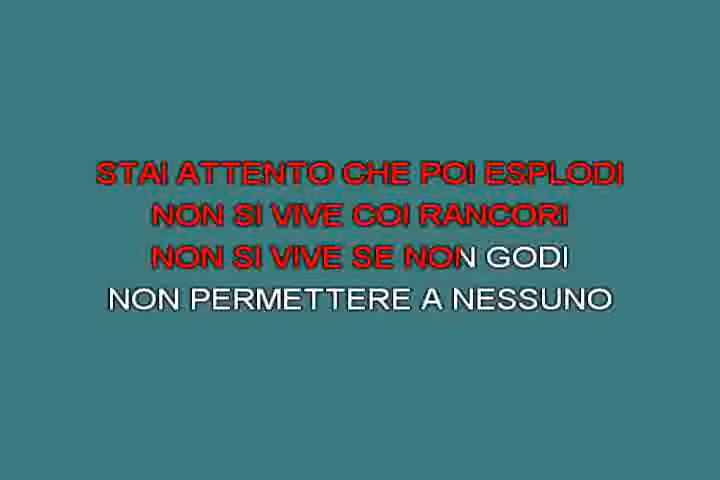 STAI ATTENTO CHE POI ESPLODI
NON SI VIVE COI RANCORI
NON SI VIVE SE NON GODI
NON PERMETTERE A NESSUNO